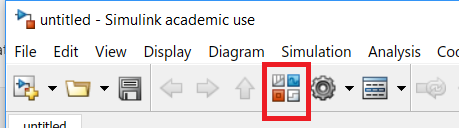 untitled - Simulink academic use
File Edit View Display Diagram Simulation Analysis
untitled